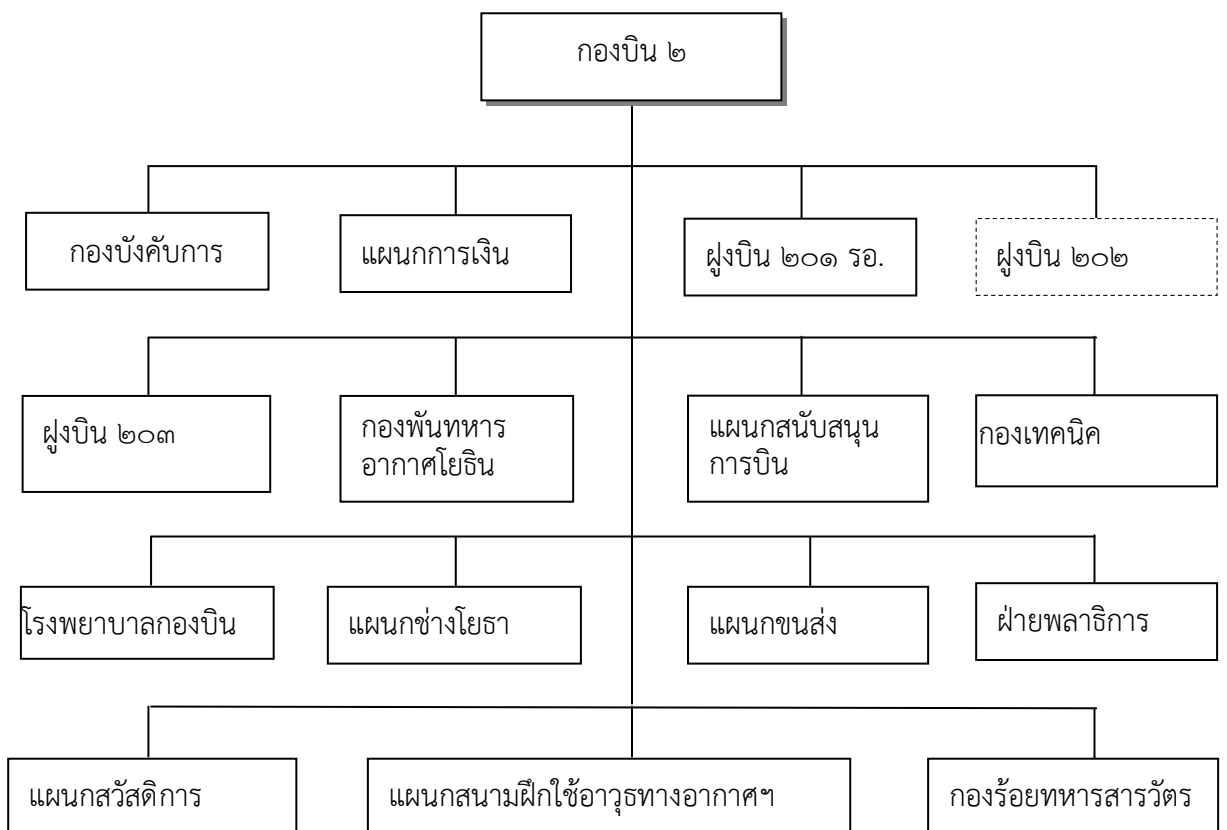 กองบิน ๒
กองบังคับการ
แผนกการเงิน
ฝูงบิน ๒๐๑ รอ.
ฝูงบิน ๒๐๒
ฝูงบิน ๒๐๓
กองพันทหาร
อากาศโยธิน
แผนกสนับสนุน
การบิน
กองเทคนิค
โรงพยาบาลกองบิน
แผนกช่างโยธา
แผนกขนส่ง
ฝ่ายพลาธิการ
แผนกสวัสดิการ
แผนกสนามฝึกใช้อาวุธทางอากาศฯ
กองร้อยทหารสารวัตร